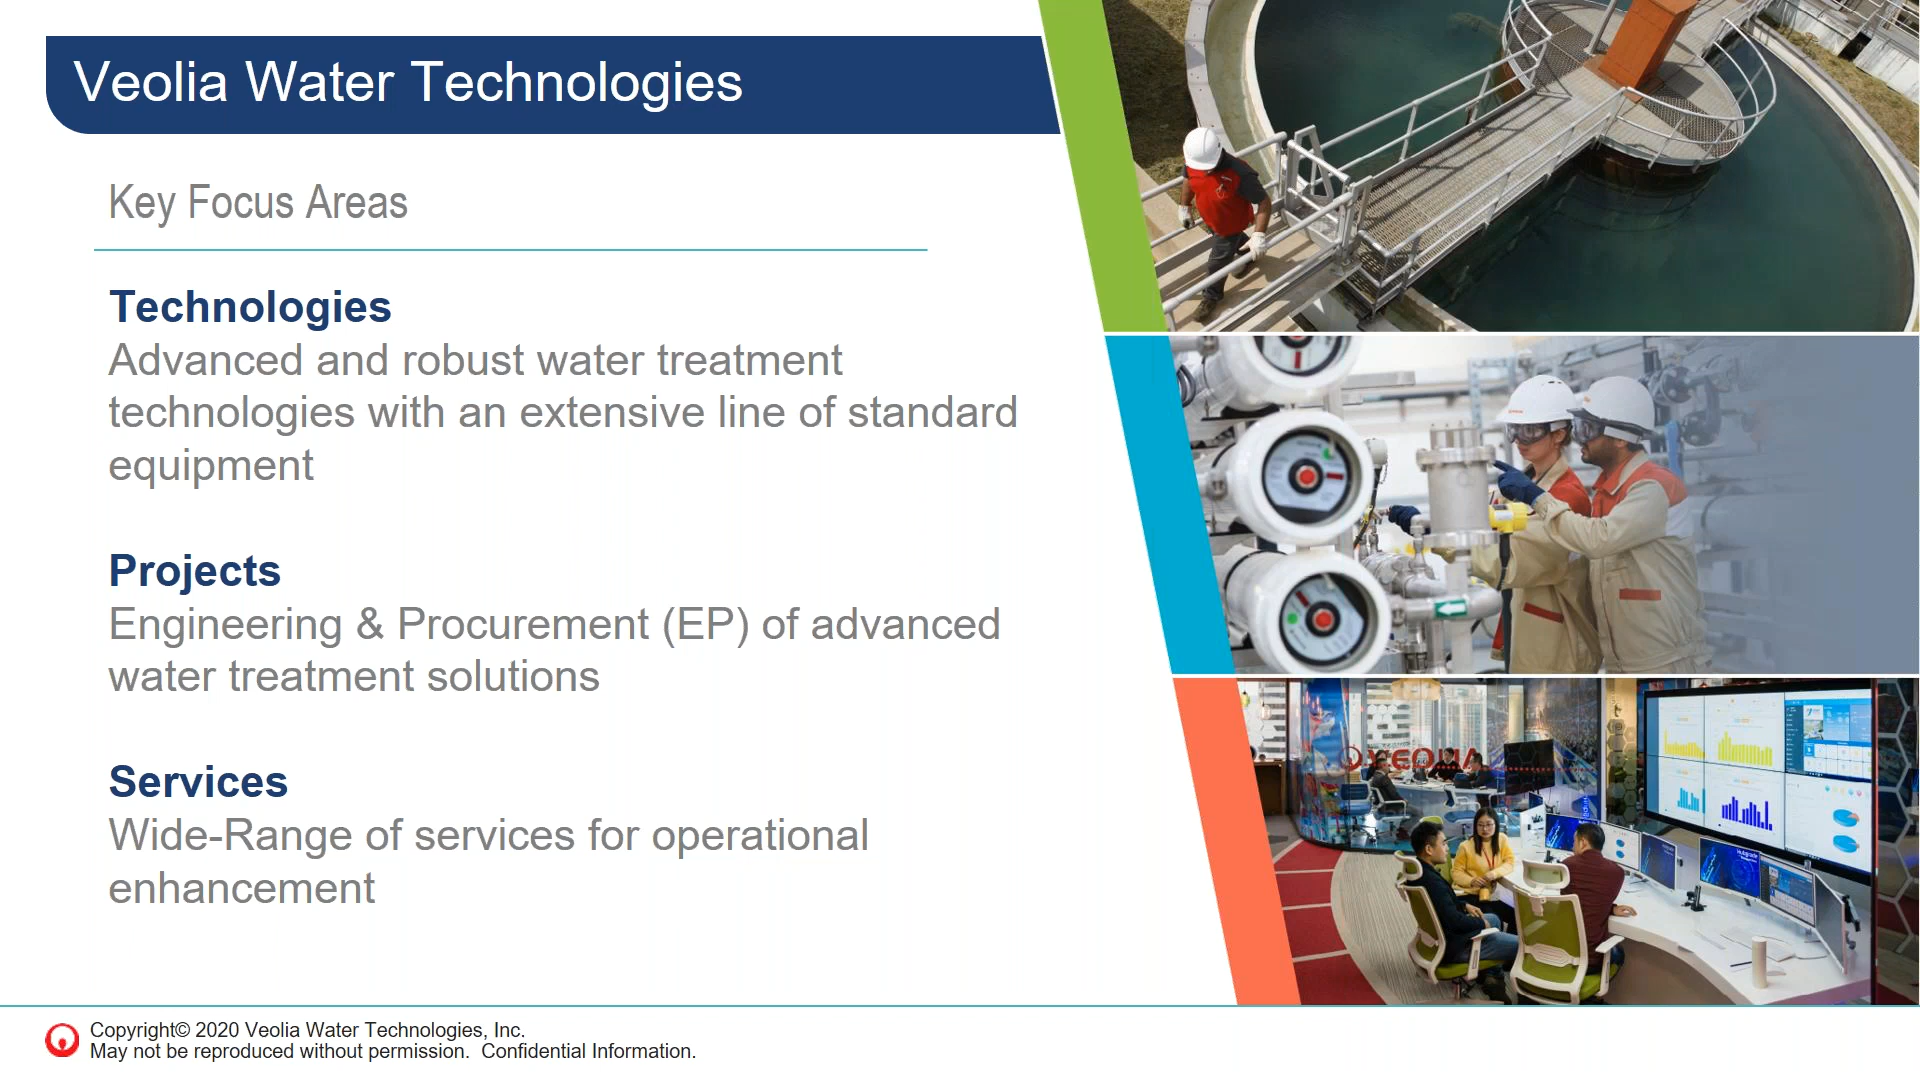 Veolia Water Technologies
Key Focus Areas
Technologies
Advanced and robust water treatment
technologies with an extensive line of standard
equipment
Projects
Engineering & Procurement (EP) of advanced
water treatment solutions
Services
Wide-Range of services for operational
enhancement
VEOLIA
Hubgrade
Copyright© 2020 Veolia Water Technologies, Inc.
May not be reproduced without permission.  Confidential Information.